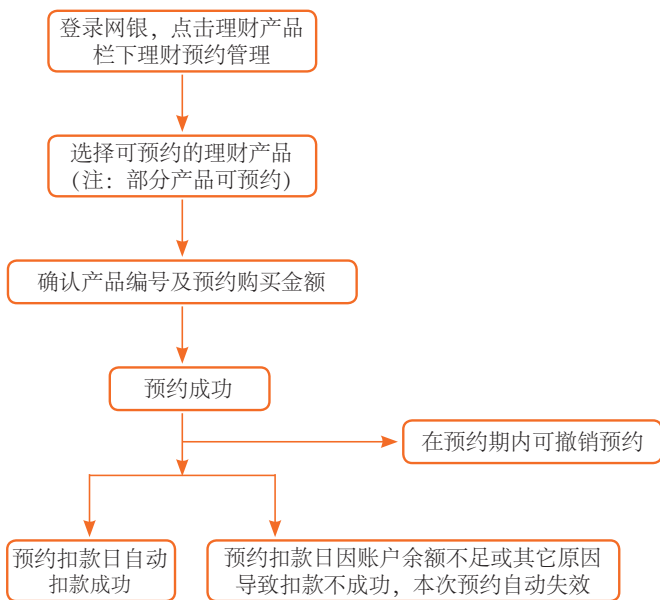 登录网银，点击理财产品
栏下理财预约管理
选择可预约的理财产品
(注：部分产品可预约)
确认产品编号及预约购买金额
预约成功
在预约期内可撤销预约
预约扣款日自动
扣款成功
预约扣款日因账户余额不足或其它原因
导致扣款不成功，本次预约自动失效